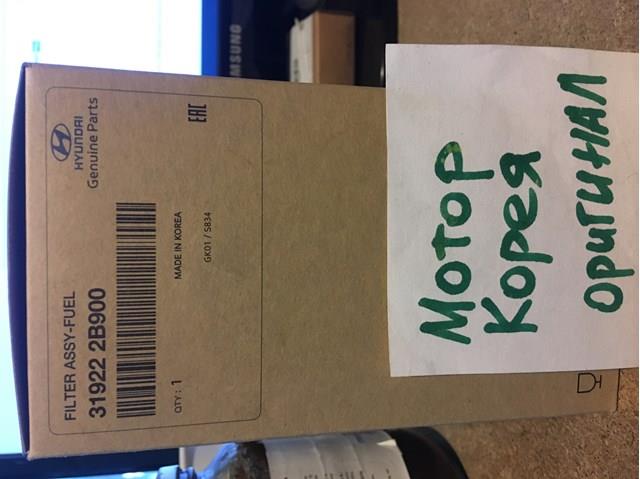 SAMSUNG
HYUNDAI
Genuine Parts
EAC
FILTER ASSY-FUEL
31922 2B900
MADE IN KOREA
QTY : 1
GK01 / S834
Мотор
Корея
оригинал